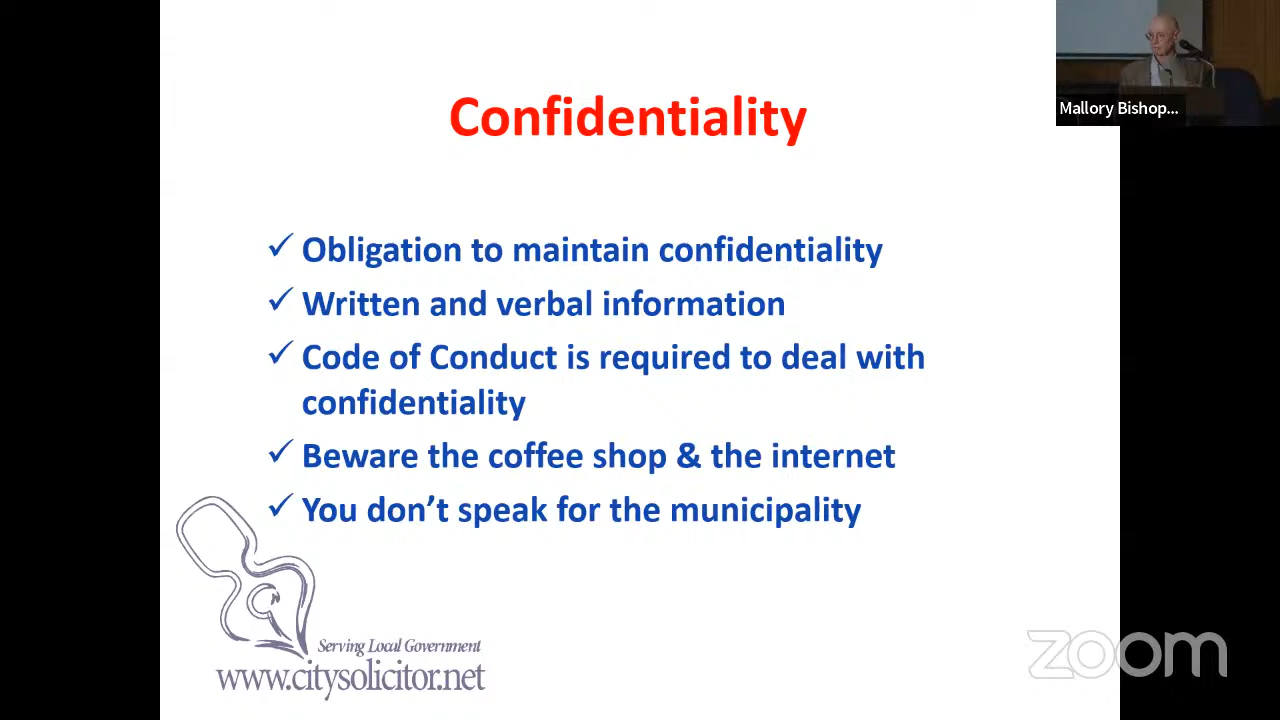 Confidentiality
Mallory Bishop...
✓ Obligation to maintain confidentiality
✓ Written and verbal information
✓ Code of Conduct is required to deal with
confidentiality
✓ Beware the coffee shop & the internet
✓ You don't speak for the municipality
Serving Local Government
www.citysolicitor.net
zoom